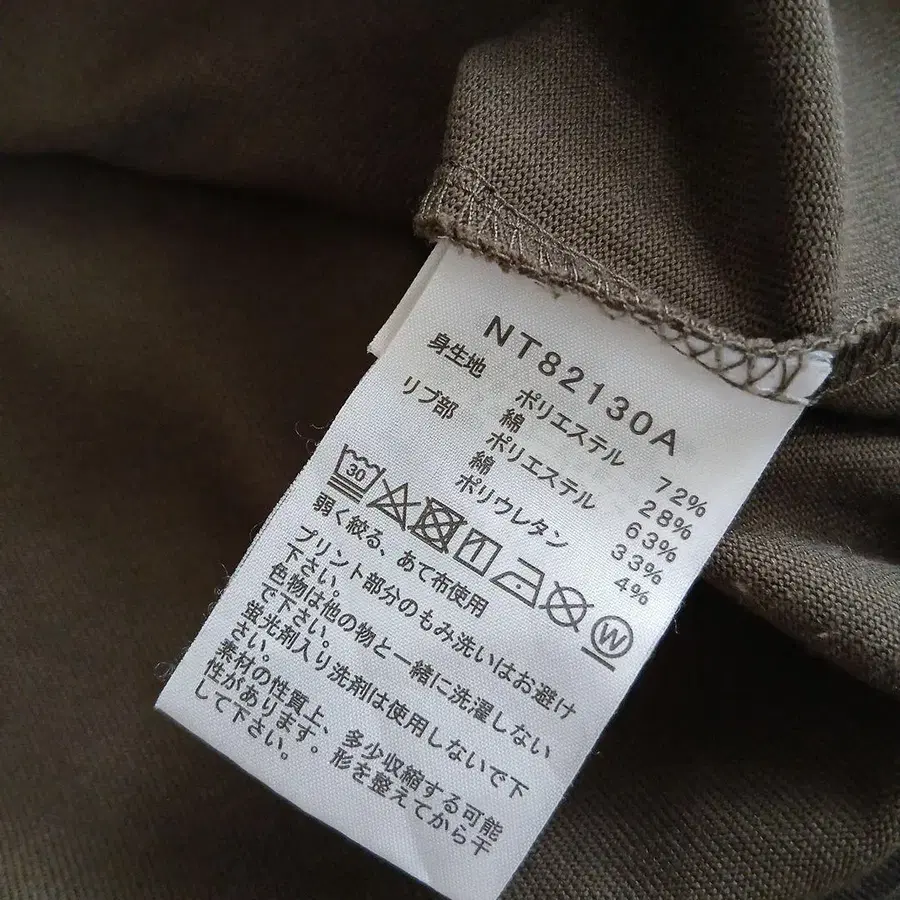 NT82130A
身生地 ポリエステル 72%
綿 28%
リブ部 ポリエステル 63%
綿 33%
ポリウレタン 4%
30
W
弱く絞る、あて布使用
プリント部分のもみ洗いはお避け
下さい。
色物は他の物と一緒に洗濯しない
で下さい。
蛍光剤入り洗剤は使用しないで下
さい。
素材の性質上、多少収縮する可能
性があります。形を整えてから干
して下さい。